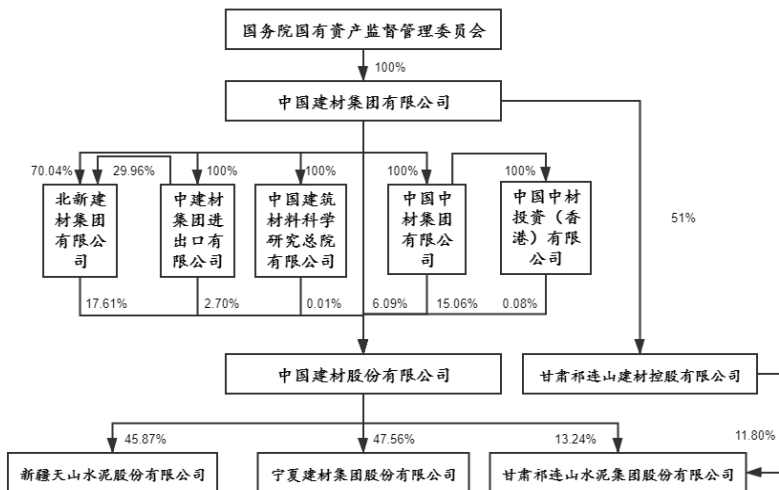 国务院国有资产监督管理委员会
100%
中国建材集团有限公司
70.04%
29.96%
100%
100%
100%
100%
北新建
材集团
有限公
司
中建材
集团进
出口有
限公司
中国建筑
材料科学
研究总院
有限公司
中国中
材集团
有限公
司
中国中材
投资（香
港）有限
公司
51%
17.61%
2.70%
0.01%
6.09%
15.06%
0.08%
中国建材股份有限公司
甘肃祁连山建材控股有限公司
45.87%
47.56%
13.24%
11.80%
新疆天山水泥股份有限公司
宁夏建材集团股份有限公司
甘肃祁连山水泥集团股份有限公司